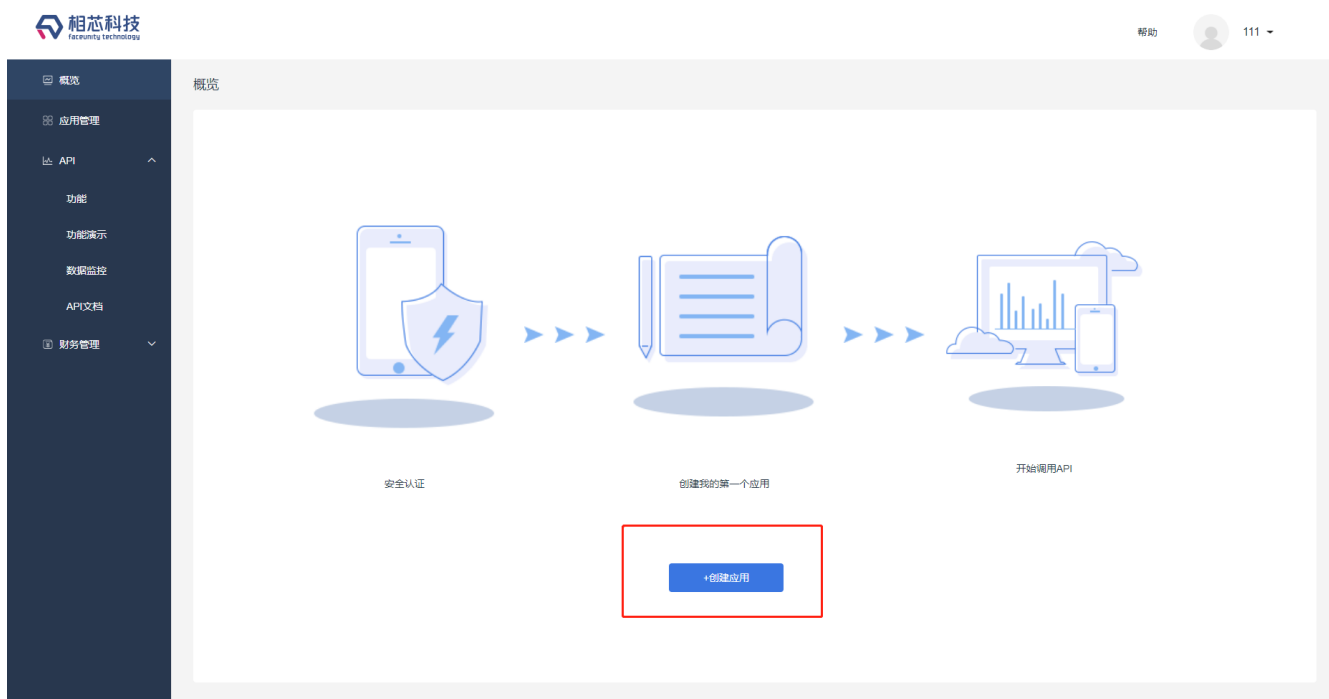 相芯科技
faceunity technology
帮助
111
概览
应用管理
API
功能
功能演示
数据监控
API文档
财务管理
概览
安全认证
创建我的第一个应用
开始调用API
+创建应用